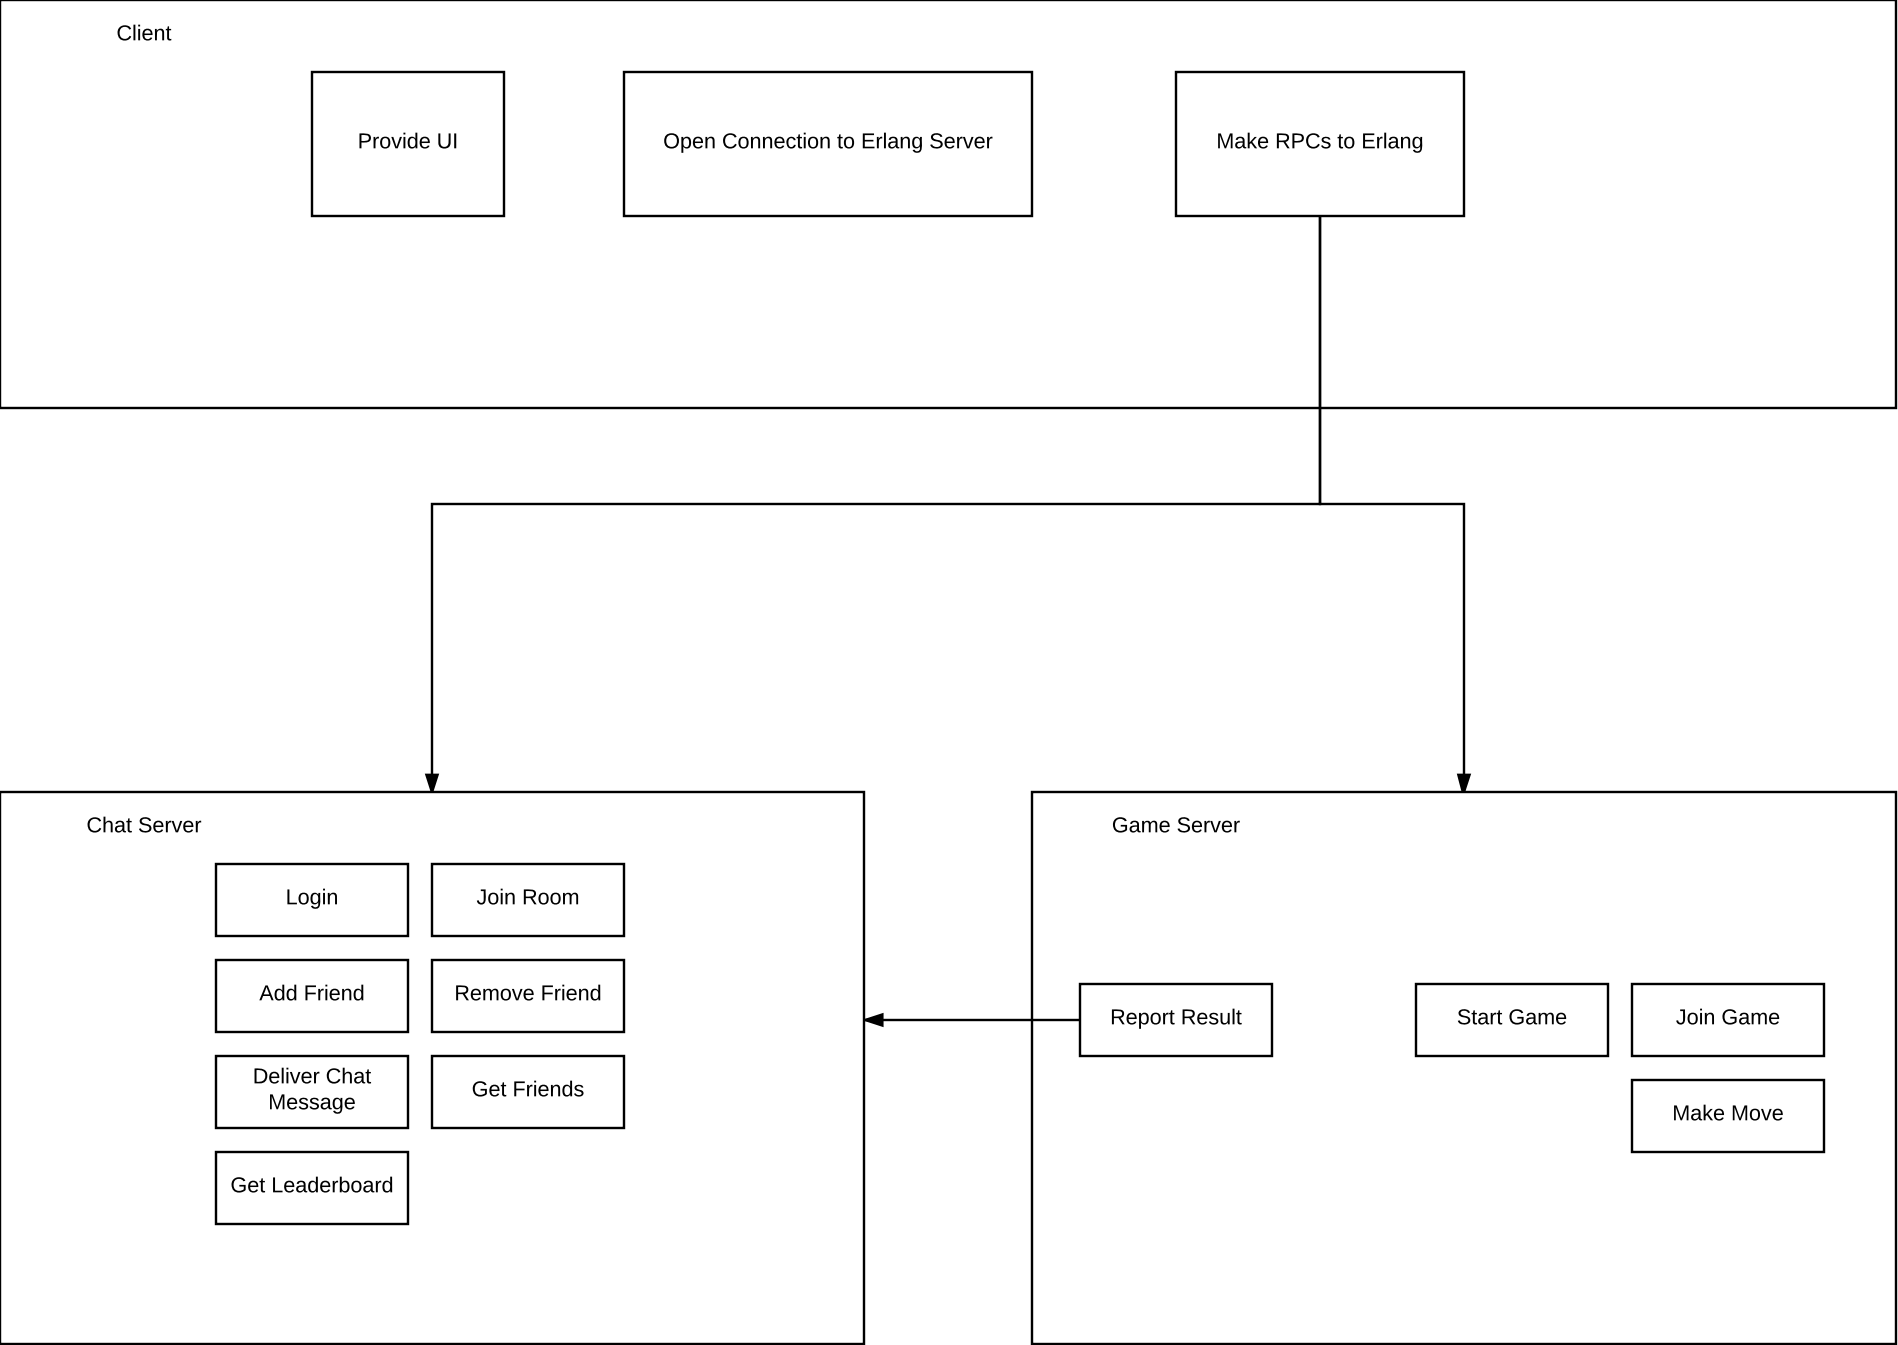 Client
Provide UI
Open Connection to Erlang Server
Make RPCs to Erlang
Chat Server
Login
Join Room
Add Friend
Remove Friend
Deliver Chat
Message
Get Friends
Get Leaderboard
Game Server
Report Result
Start Game
Join Game
Make Move